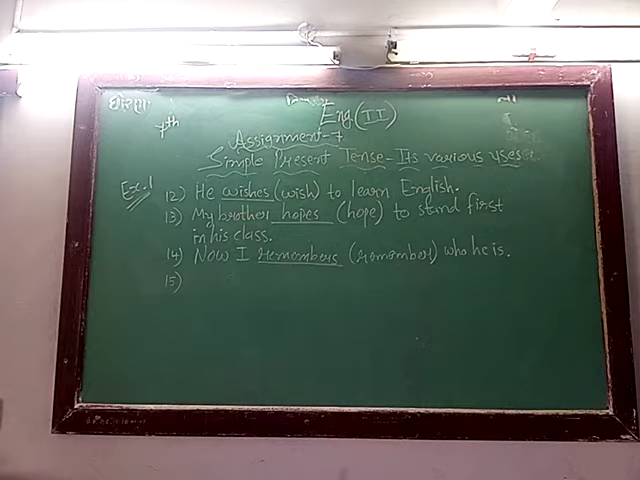 Eng (II)
Assignment-7
Simple Present Tense - Its various uses.
Ex.1 12) He wishes (wish) to learn English.
13) My brother hopes (hope) to stand first
in his class.
14) Now I remembers (remember) who he is.
15)